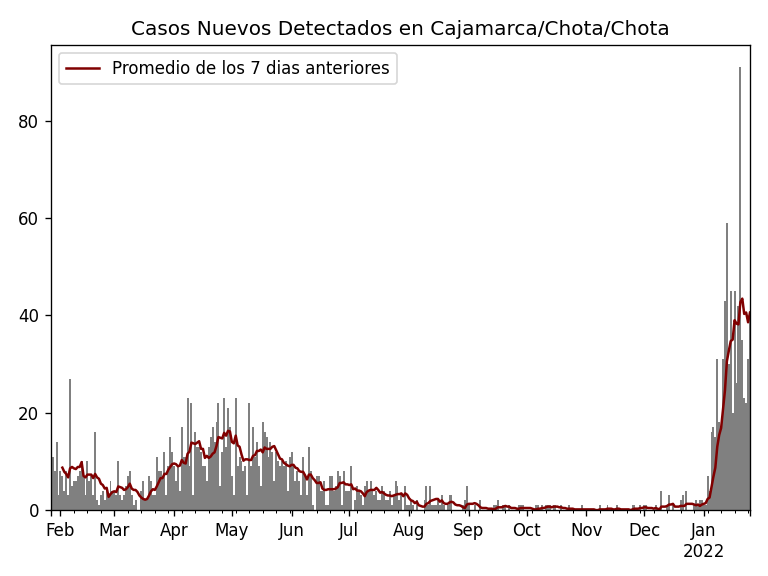 Casos Nuevos Detectados en Cajamarca/Chota/Chota
Promedio de los 7 dias anteriores
80
60
40
20
0
Feb Mar Apr May Jun Jul Aug Sep Oct Nov Dec Jan
2022